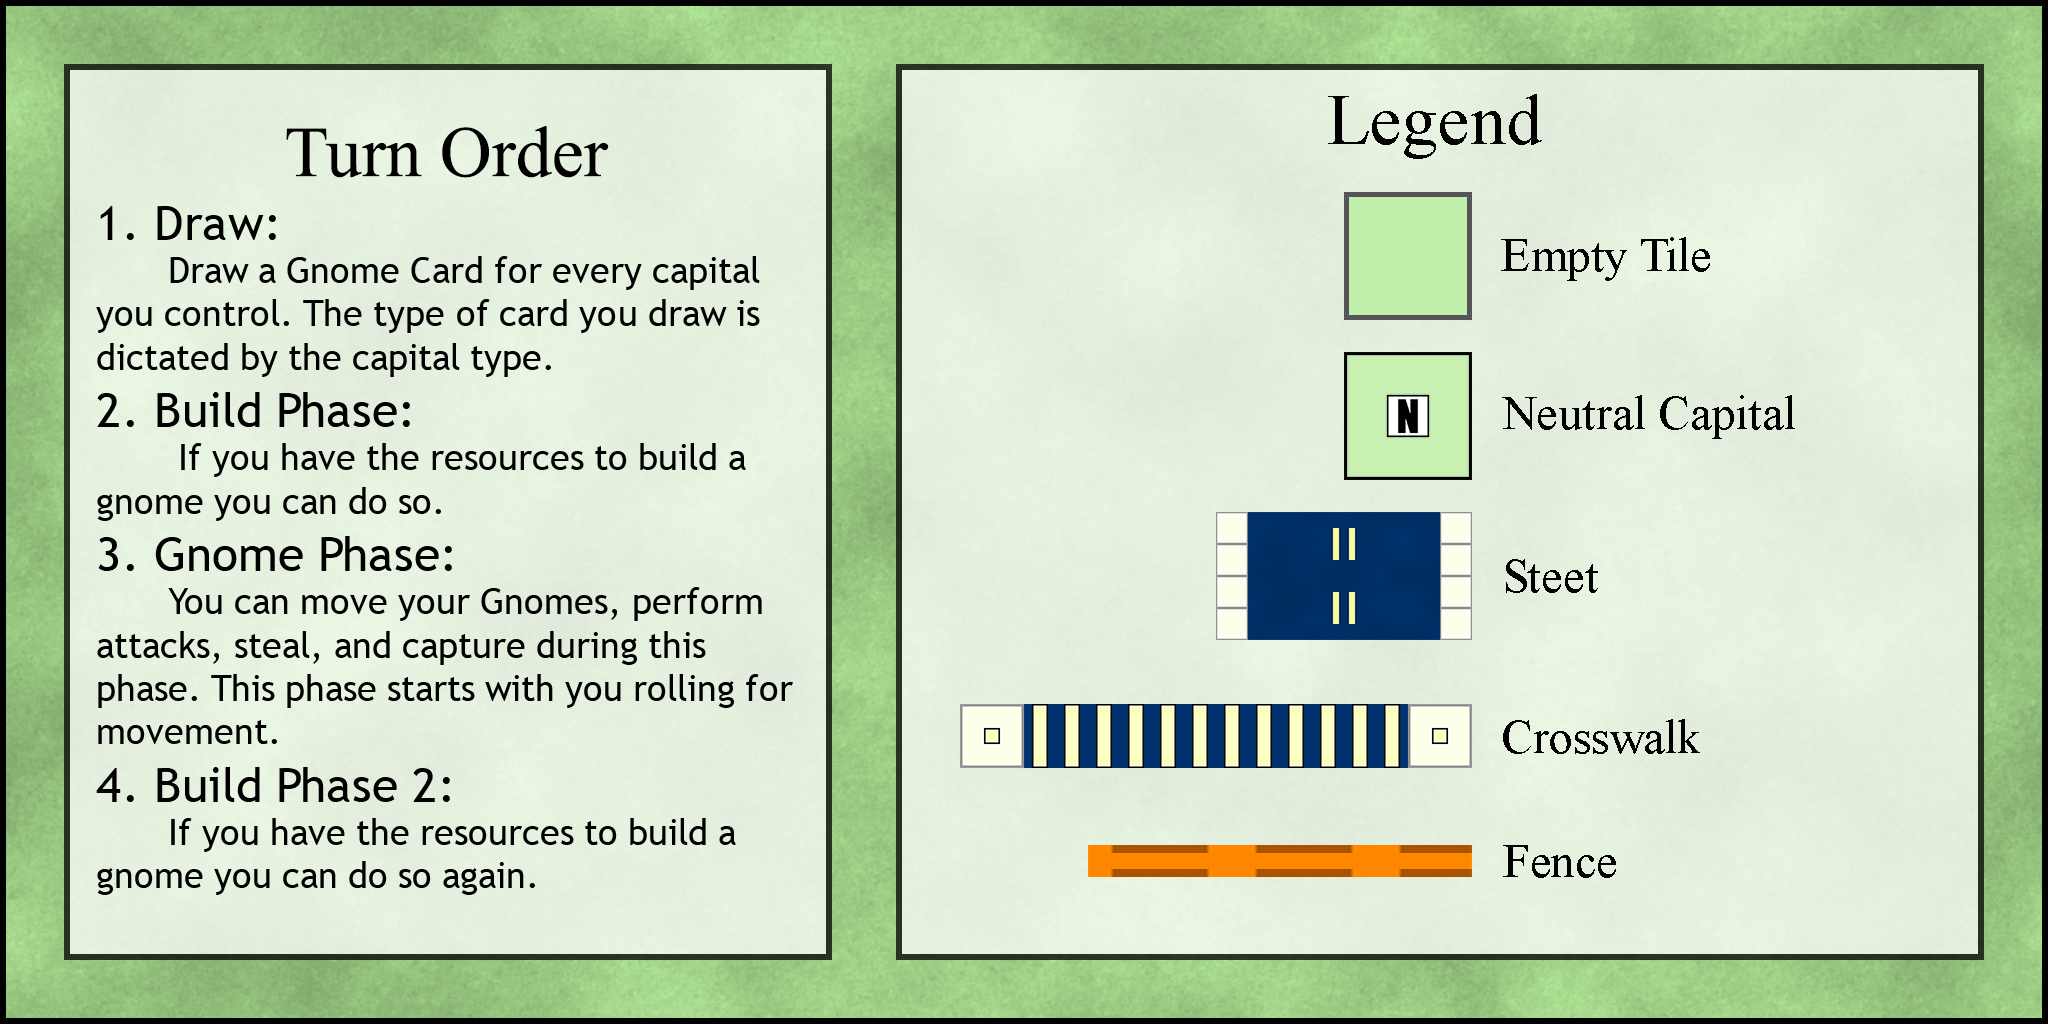 Turn Order
1. Draw:
Draw a Gnome Card for every capital
you control. The type of card you draw is
dictated by the capital type.
2. Build Phase:
If you have the resources to build a
gnome you can do so.
3. Gnome Phase:
You can move your Gnomes, perform
attacks, steal, and capture during this
phase. This phase starts with you rolling for
movement.
4. Build Phase 2:
If you have the resources to build a
gnome you can do so again.
Legend
Empty Tile
N
Neutral Capital
Steet
Crosswalk
Fence